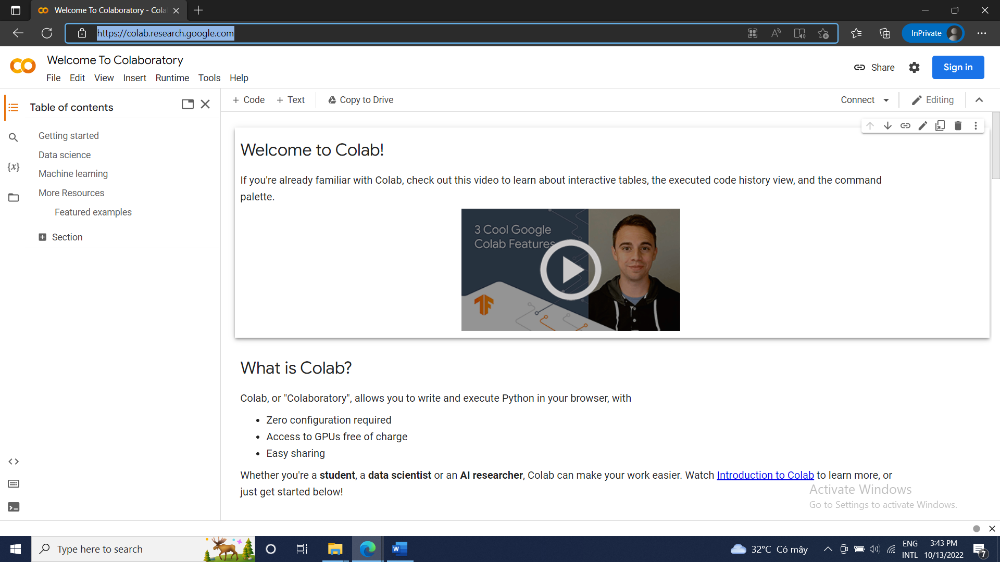 Welcome To Colaboratory - Cola
https://colab.research.google.com
InPrivate
Welcome To Colaboratory
File Edit View Insert Runtime Tools Help
Share
Sign in
Table of contents
Getting started
Data science
Machine learning
More Resources
Featured examples
Section
+ Code + Text Copy to Drive
Connect Editing
Welcome to Colab!
If you're already familiar with Colab, check out this video to learn about interactive tables, the executed code history view, and the command
palette.
3 Cool Google
Colab Features
What is Colab?
Colab, or "Colaboratory", allows you to write and execute Python in your browser, with
• Zero configuration required
• Access to GPUs free of charge
• Easy sharing
Whether you're a student, a data scientist or an AI researcher, Colab can make your work easier. Watch Introduction to Colab to learn more, or
just get started below!
Activate Windows
Go to Settings to activate Windows.
Type here to search
32°C Có mây
ENG
INTL
3:43 PM
10/13/2022
7